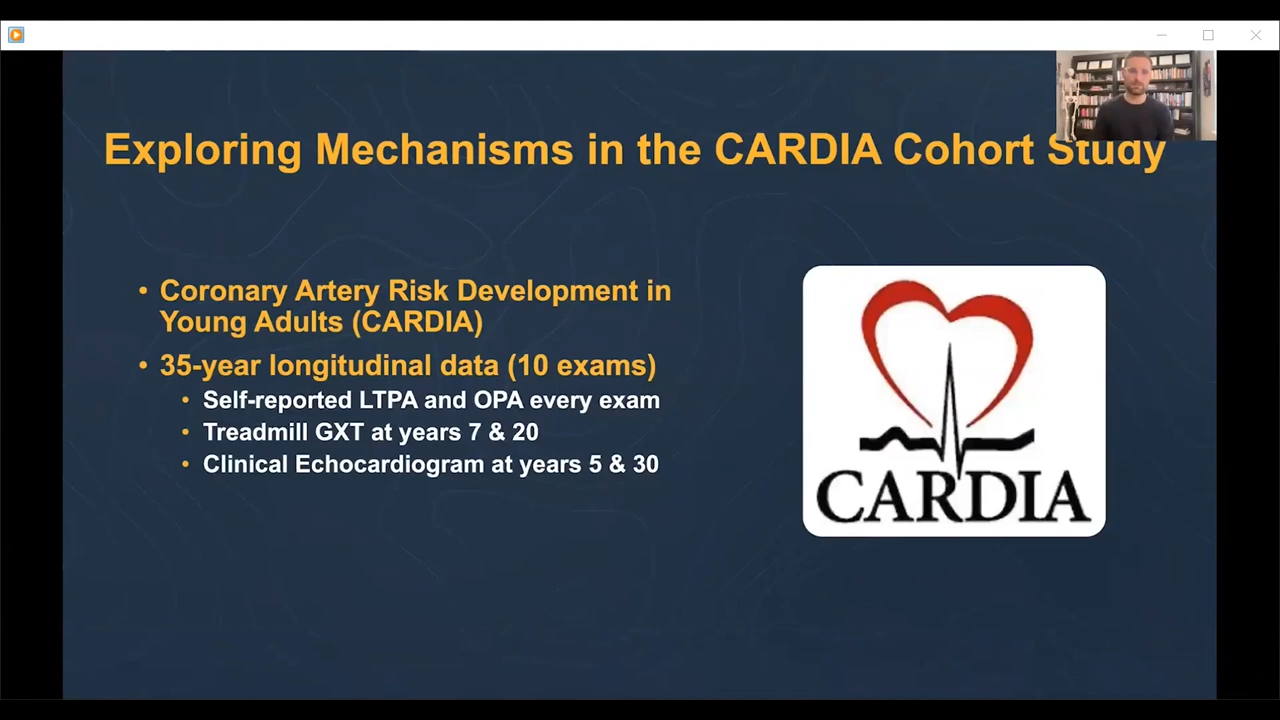 Exploring Mechanisms in the CARDIA Cohort Study
• Coronary Artery Risk Development in
Young Adults (CARDIA)
• 35-year longitudinal data (10 exams)
• Self-reported LTPA and OPA every exam
• Treadmill GXT at years 7 & 20
• Clinical Echocardiogram at years 5 & 30
CARDIA